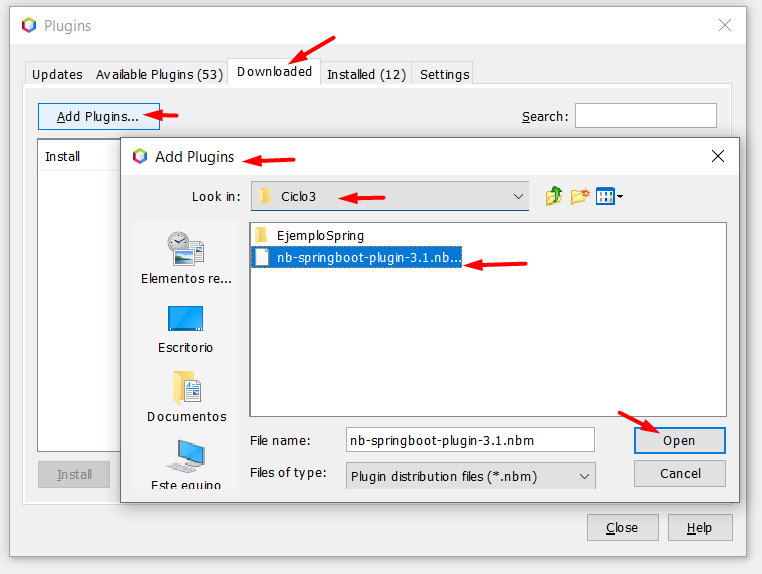 Plugins
Updates Available Plugins (53) Downloaded Installed (12) Settings
Add Plugins... Search:
Install
Add Plugins
Look in: Ciclo3
EjemploSpring
nb-springboot-plugin-3.1.nb...
Elementos re...
Escritorio
Documentos
Este equipo
File name: nb-springboot-plugin-3.1.nbm Open
Files of type: Plugin distribution files (*.nbm) Cancel
Install
Close Help